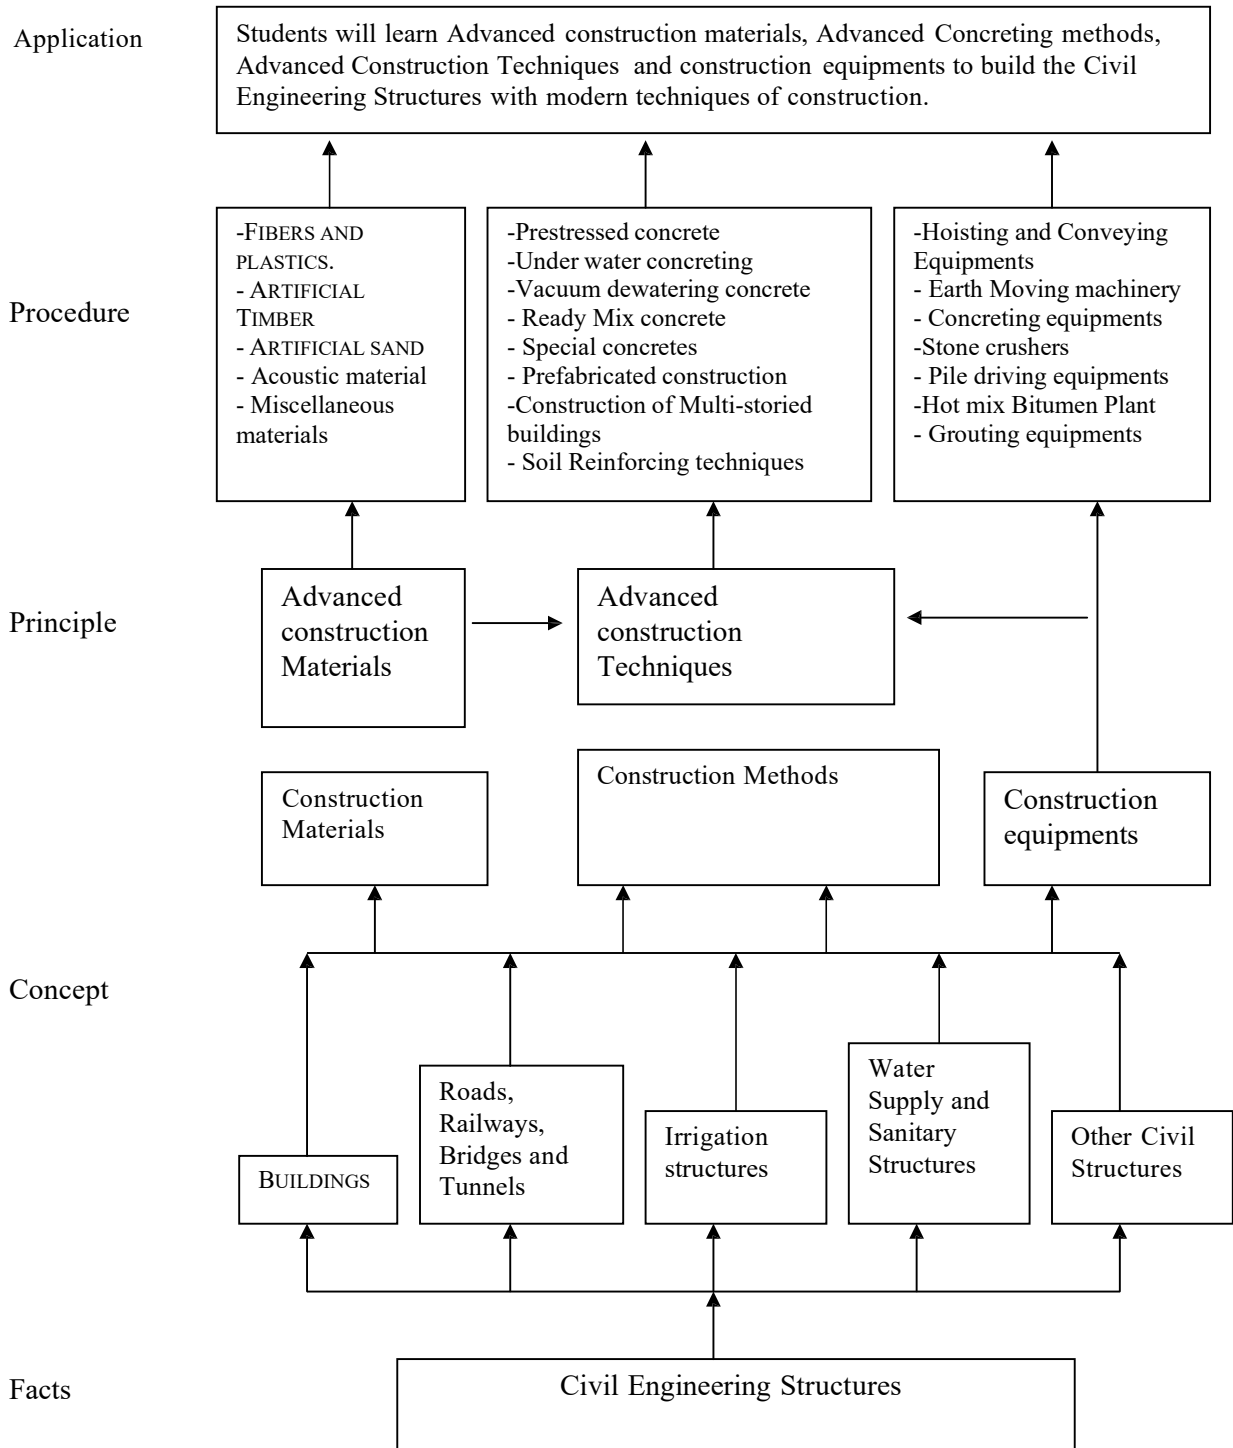 Application
Students will learn Advanced construction materials, Advanced Concreting methods,
Advanced Construction Techniques and construction equipments to build the Civil
Engineering Structures with modern techniques of construction.
Procedure
-FIBERS AND
PLASTICS.
- ARTIFICIAL
TIMBER
- ARTIFICIAL SAND
- Acoustic material
- Miscellaneous
materials
-Prestressed concrete
-Under water concreting
-Vacuum dewatering concrete
- Ready Mix concrete
- Special concretes
- Prefabricated construction
-Construction of Multi-storied
buildings
- Soil Reinforcing techniques
-Hoisting and Conveying
Equipments
- Earth Moving machinery
- Concreting equipments
-Stone crushers
- Pile driving equipments
-Hot mix Bitumen Plant
- Grouting equipments
Principle
Advanced
construction
Materials
Advanced
construction
Techniques
Construction
Materials
Construction Methods
Construction
equipments
Concept
BUILDINGS
Roads,
Railways,
Bridges and
Tunnels
Irrigation
structures
Water
Supply and
Sanitary
Structures
Other Civil
Structures
Facts
Civil Engineering Structures